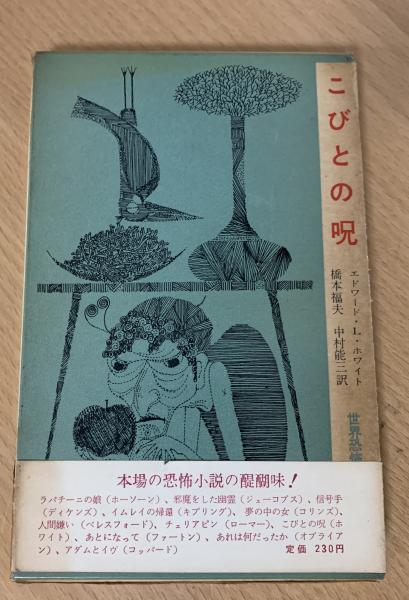 こびとの呪
エドワード・L・ホワイト
橋本福夫 中村能三訳
世界恐怖
本場の恐怖小説の醍醐味!
ラパチーニの娘（ホーソーン）、邪魔をした幽霊（ジェーコブス）、信号手
（ディケンズ）、イムレイの帰還（キプリング）、夢の中の女（コリンズ）、
人間嫌い（ベレスフォード）、チェリアピン（ローマー）、こびとの呪（ホ
ワイト）、あとになって（ファートン）、あれは何だったか（オブライア
ン）、アダムとイヴ（コッパード）
定価 230円